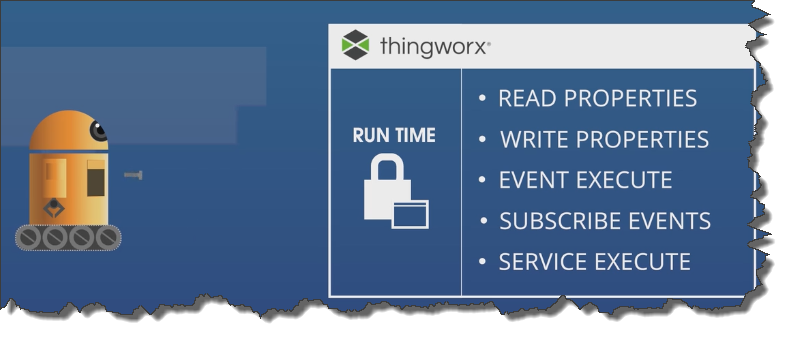 thingworx®
RUN TIME
• READ PROPERTIES
• WRITE PROPERTIES
• EVENT EXECUTE
• SUBSCRIBE EVENTS
• SERVICE EXECUTE